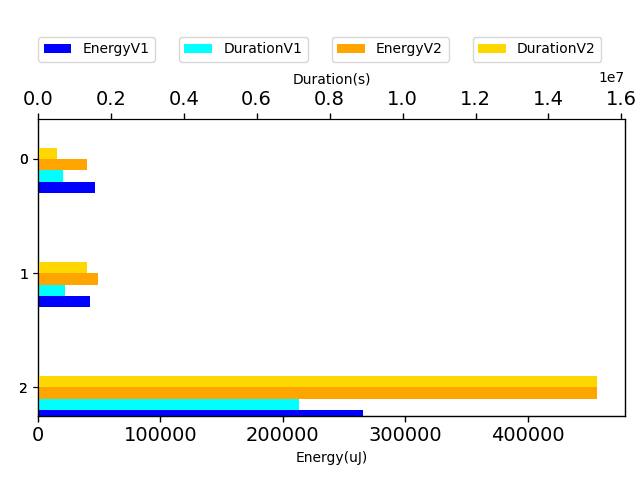 EnergyV1 DurationV1 EnergyV2 DurationV2
Duration(s)
1e7
0.0 0.2 0.4 0.6 0.8 1.0 1.2 1.4 1.6
0
1
2
0 100000 200000 300000 400000
Energy(uJ)